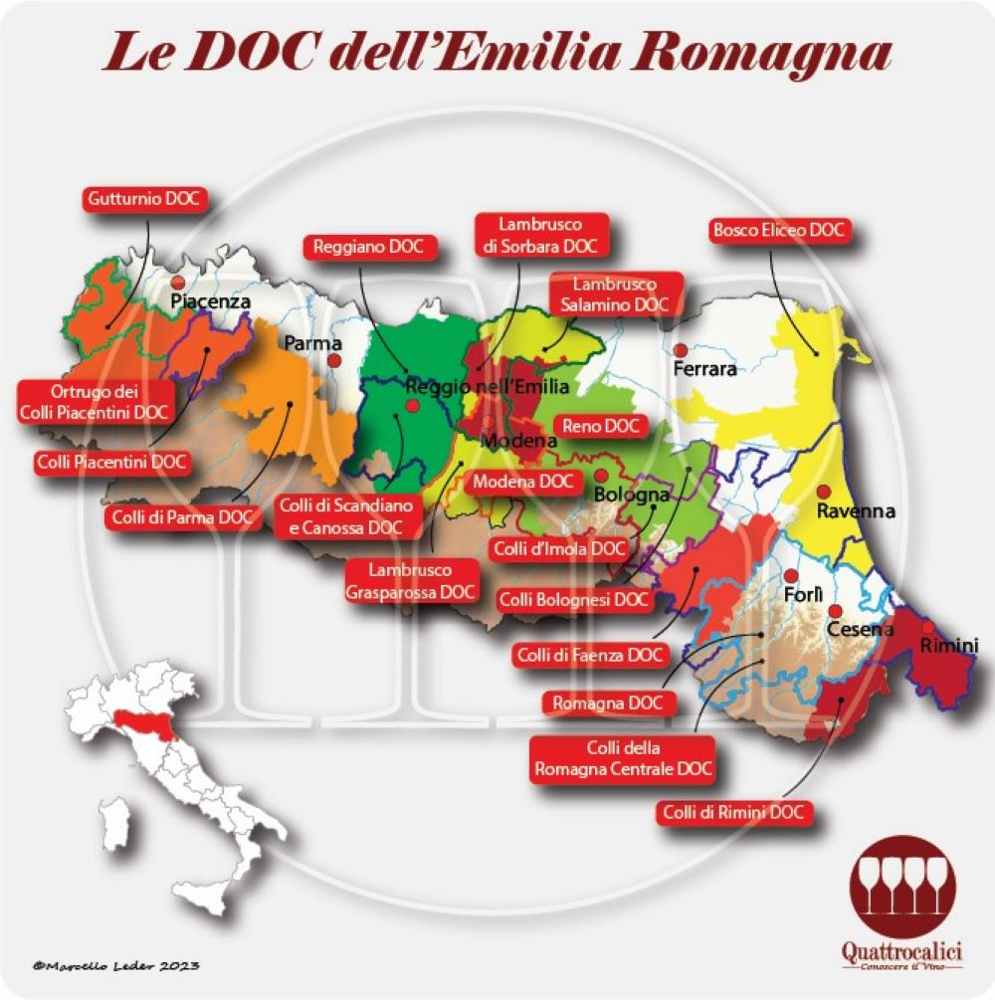 Le DOC dell'Emilia Romagna
Gutturnio DOC
Reggiano DOC
Lambrusco
di Sorbara DOC
Bosco Eliceo DOC
Lambrusco
Salamino DOC
Piacenza
Parma
Ferrara
Reggio nell'Emilia
Ortrugo dei
Colli Piacentini DOC
Reno DOC
Modena
Colli Piacentini DOC
Modena DOC
Bologna
Colli di Parma DOC
Colli di Scandiano
e Canossa DOC
Ravenna
Colli d'Imola DOC
Lambrusco
Grasparossa DOC
Colli Bolognesi DOC
Forlì
Cesena
Rimini
Colli di Faenza DOC
Romagna DOC
Colli della
Romagna Centrale DOC
Colli di Rimini DOC
Quattrocalici
Conoscere il Vino
©Marcello Leder 2023